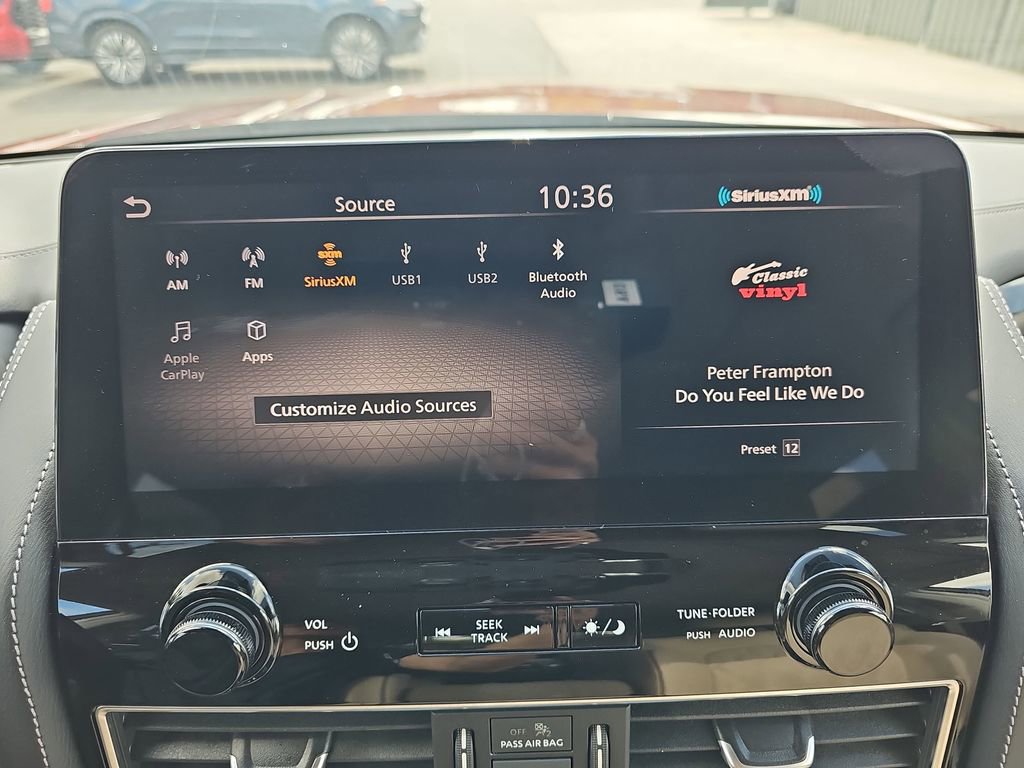 Source
10:36
SiriusXM
AM
FM
sxm
SiriusXM
USB1
USB2
Bluetooth
Audio
Apple
CarPlay
Apps
Customize Audio Sources
Classic
vinyl
Peter Frampton
Do You Feel Like We Do
Preset 12
VOL
PUSH
SEEK
TRACK
TUNE·FOLDER
PUSH AUDIO
OFF
PASS AIR BAG